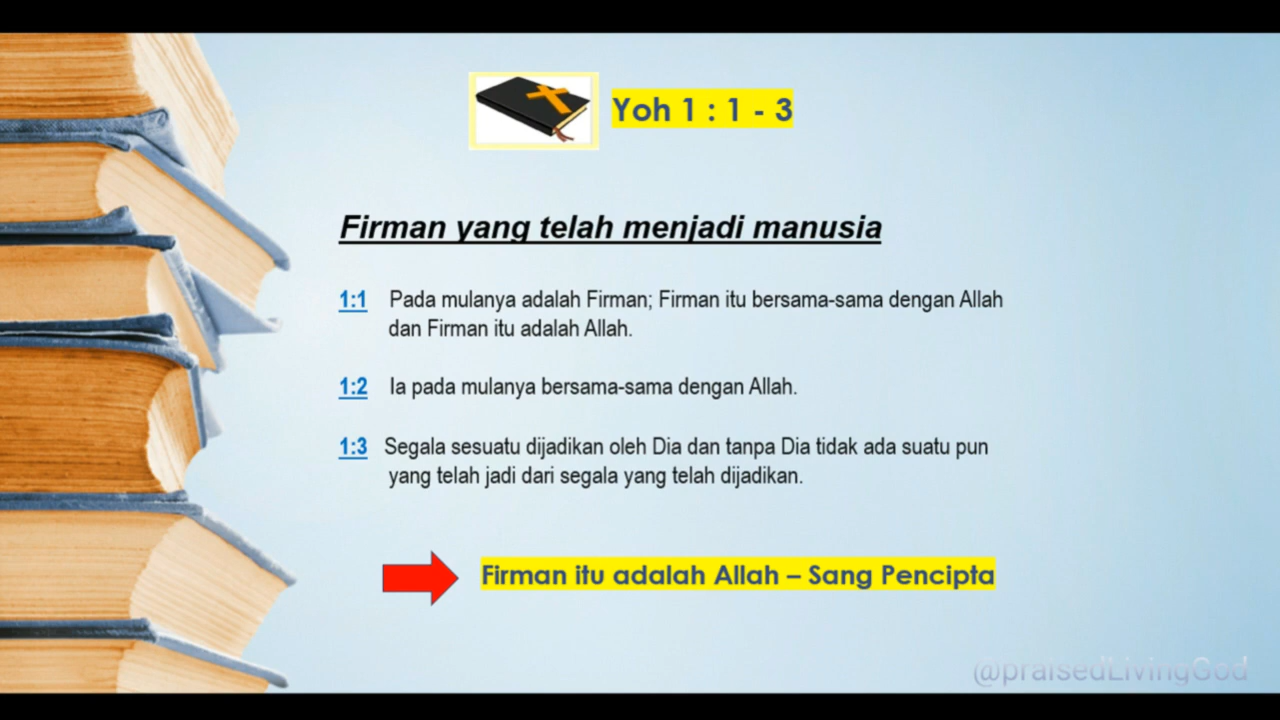 Yoh 1 : 1 - 3
Firman yang telah menjadi manusia
1:1 Pada mulanya adalah Firman; Firman itu bersama-sama dengan Allah
dan Firman itu adalah Allah.
1:2 Ia pada mulanya bersama-sama dengan Allah.
1:3 Segala sesuatu dijadikan oleh Dia dan tanpa Dia tidak ada suatu pun
yang telah jadi dari segala yang telah dijadikan.
Firman itu adalah Allah – Sang Pencipta
@praisedLivingGod